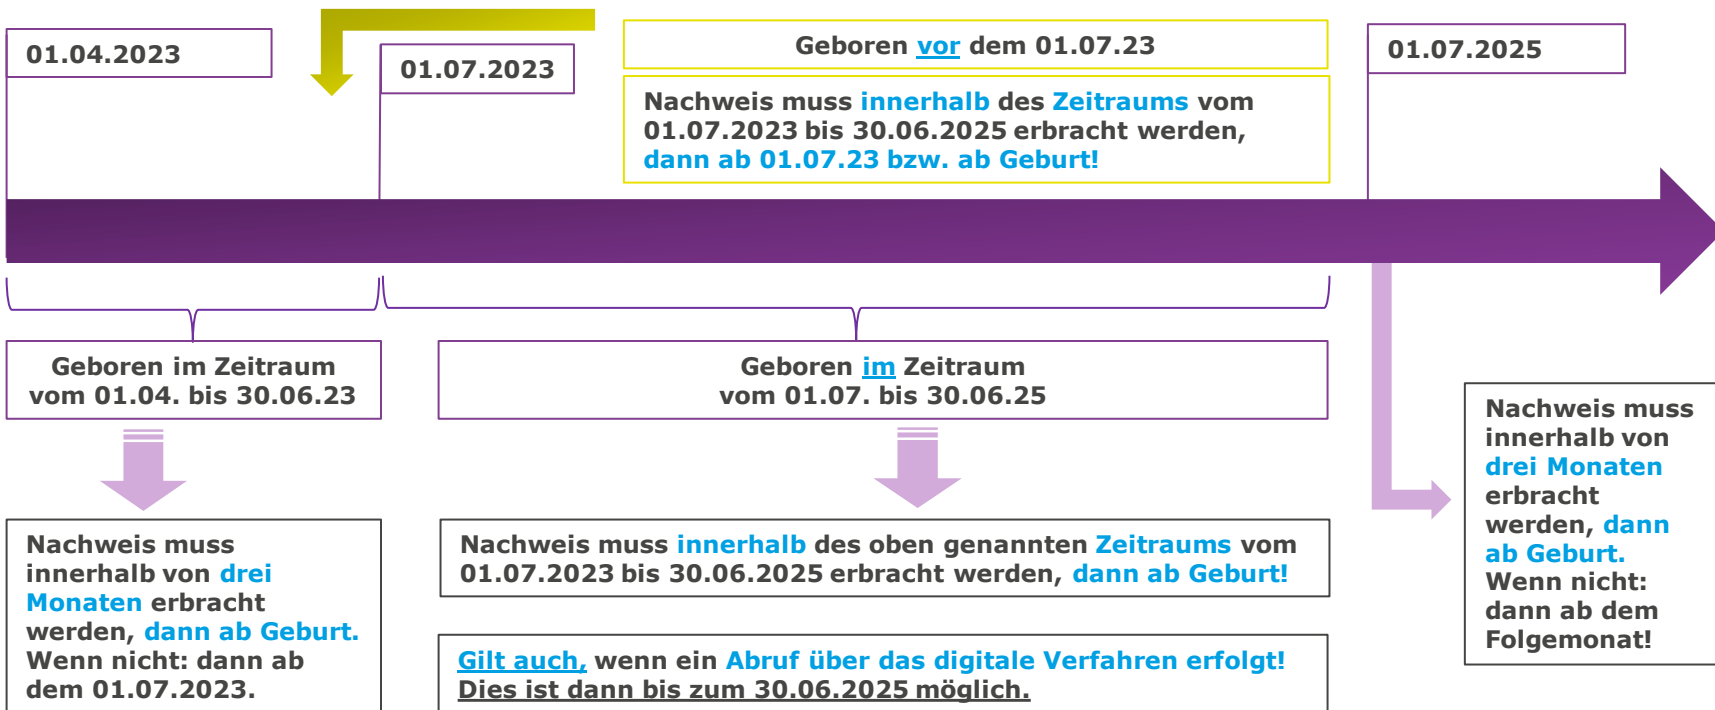 01.04.2023
01.07.2023
Geboren vor dem 01.07.23
Nachweis muss innerhalb des Zeitraums vom
01.07.2023 bis 30.06.2025 erbracht werden,
dann ab 01.07.23 bzw. ab Geburt!
01.07.2025
Geboren im Zeitraum
vom 01.04. bis 30.06.23
Geboren im Zeitraum
vom 01.07. bis 30.06.25
Nachweis muss
innerhalb von drei
Monaten erbracht
werden, dann ab Geburt.
Wenn nicht: dann ab
dem 01.07.2023.
Nachweis muss innerhalb des oben genannten Zeitraums vom
01.07.2023 bis 30.06.2025 erbracht werden, dann ab Geburt!
Gilt auch, wenn ein Abruf über das digitale Verfahren erfolgt!
Dies ist dann bis zum 30.06.2025 möglich.
Nachweis muss
innerhalb von
drei Monaten
erbracht
werden, dann
ab Geburt.
Wenn nicht:
dann ab dem
Folgemonat!